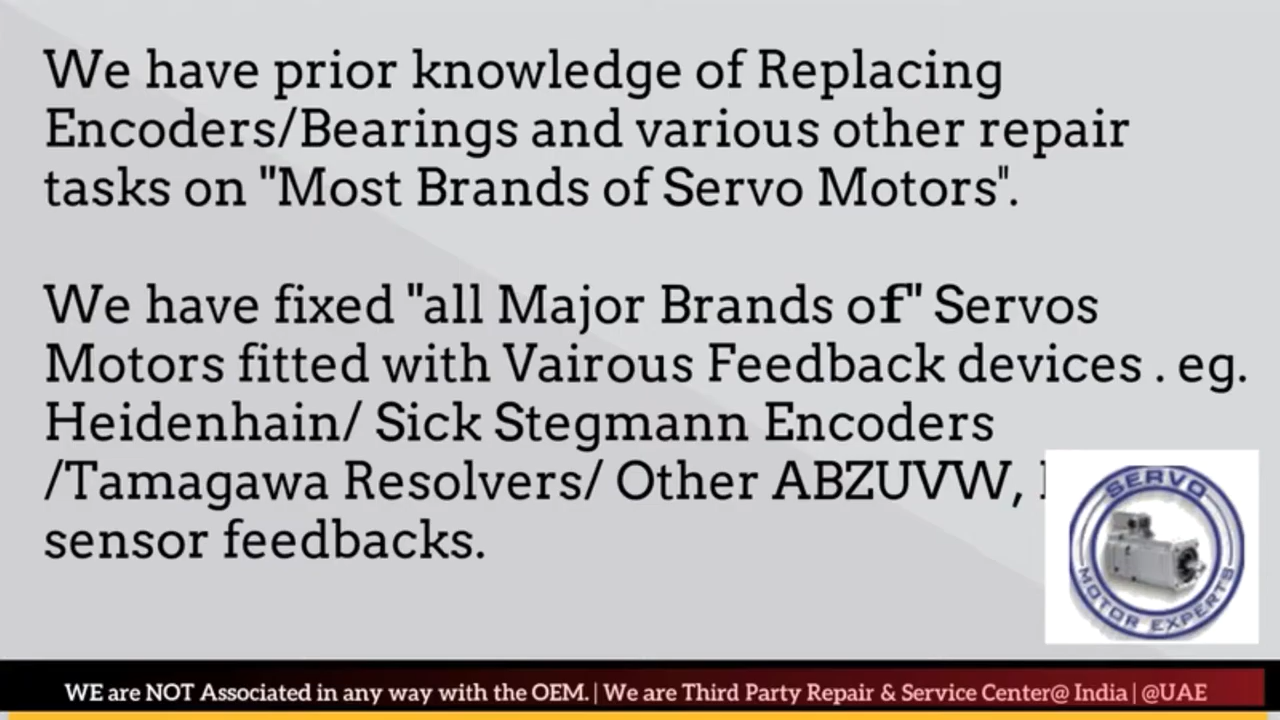 We have prior knowledge of Replacing
Encoders/Bearings and various other repair
tasks on "Most Brands of Servo Motors".
We have fixed "all Major Brands of" Servos
Motors fitted with Vairous Feedback devices . eg.
Heidenhain/ Sick Stegmann Encoders
/Tamagawa Resolvers/ Other ABZUVW,
sensor feedbacks.
SERVO
MOTOR EXPERTS
WE are NOT Associated in any way with the OEM. | We are Third Party Repair & Service Center@ India | @UAE